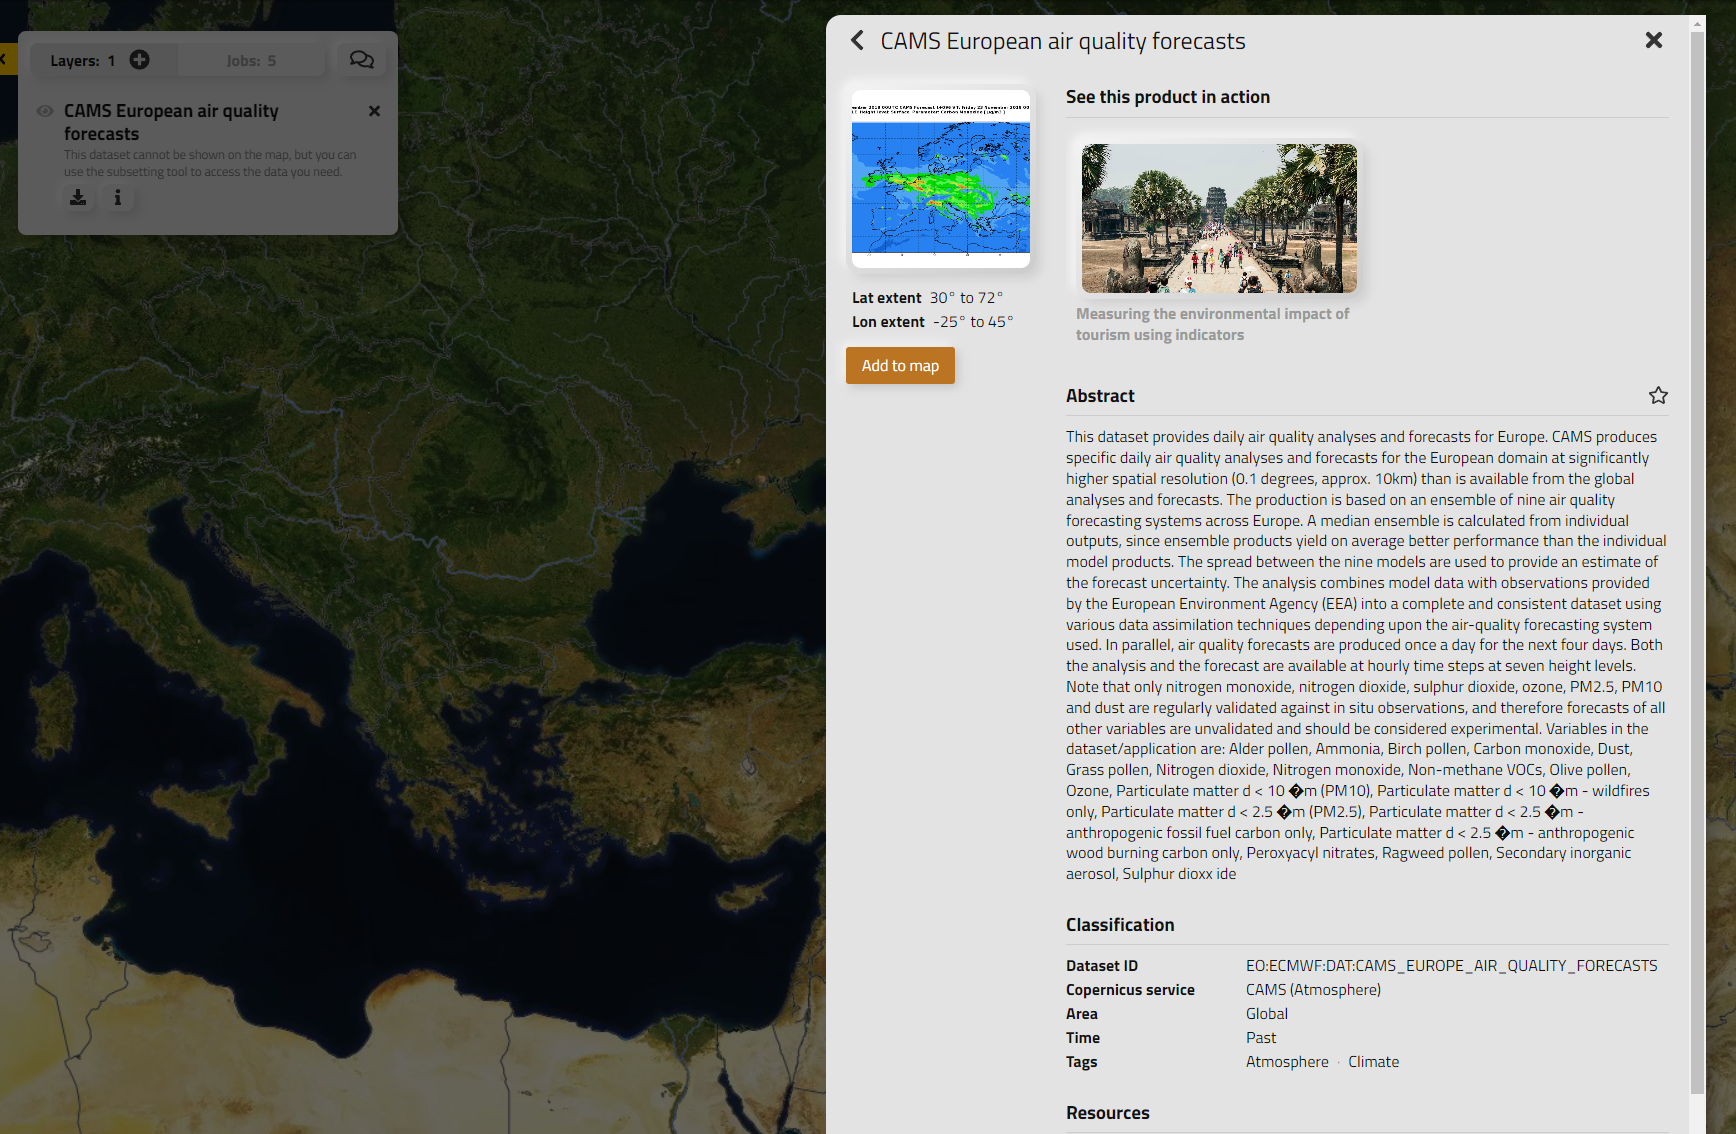 Layers: 1
Jobs: 5
CAMS European air quality
forecasts
This dataset cannot be shown on the map, but you can
use the subsetting tool to access the data you need.
CAMS European air quality forecasts
Lat extent 30° to 72°
Lon extent -25° to 45°
Add to map
See this product in action
Measuring the environmental impact of
tourism using indicators
Abstract
This dataset provides daily air quality analyses and forecasts for Europe. CAMS produces
specific daily air quality analyses and forecasts for the European domain at significantly
higher spatial resolution (0.1 degrees, approx. 10km) than is available from the global
analyses and forecasts. The production is based on an ensemble of nine air quality
forecasting systems across Europe. A median ensemble is calculated from individual
outputs, since ensemble products yield on average better performance than the individual
model products. The spread between the nine models are used to provide an estimate of
the forecast uncertainty. The analysis combines model data with observations provided
by the European Environment Agency (EEA) into a complete and consistent dataset using
various data assimilation techniques depending upon the air-quality forecasting system
used. In parallel, air quality forecasts are produced once a day for the next four days. Both
the analysis and the forecast are available at hourly time steps at seven height levels.
Note that only nitrogen monoxide, nitrogen dioxide, sulphur dioxide, ozone, PM2.5, PM10
and dust are regularly validated against in situ observations, and therefore forecasts of all
other variables are unvalidated and should be considered experimental. Variables in the
dataset/application are: Alder pollen, Ammonia, Birch pollen, Carbon monoxide, Dust,
Grass pollen, Nitrogen dioxide, Nitrogen monoxide, Non-methane VOCs, Olive pollen,
Ozone, Particulate matter d < 10 �m (PM10), Particulate matter d < 10 �m - wildfires
only, Particulate matter d < 2.5 �m (PM2.5), Particulate matter d < 2.5 �m -
anthropogenic fossil fuel carbon only, Particulate matter d < 2.5 �m - anthropogenic
wood burning carbon only, Peroxyacyl nitrates, Ragweed pollen, Secondary inorganic
aerosol, Sulphur dioxx ide
Classification
Dataset ID EO:ECMWF:DAT:CAMS_EUROPE_AIR_QUALITY_FORECASTS
Copernicus service CAMS (Atmosphere)
Area Global
Time Past
Tags Atmosphere · Climate
Resources